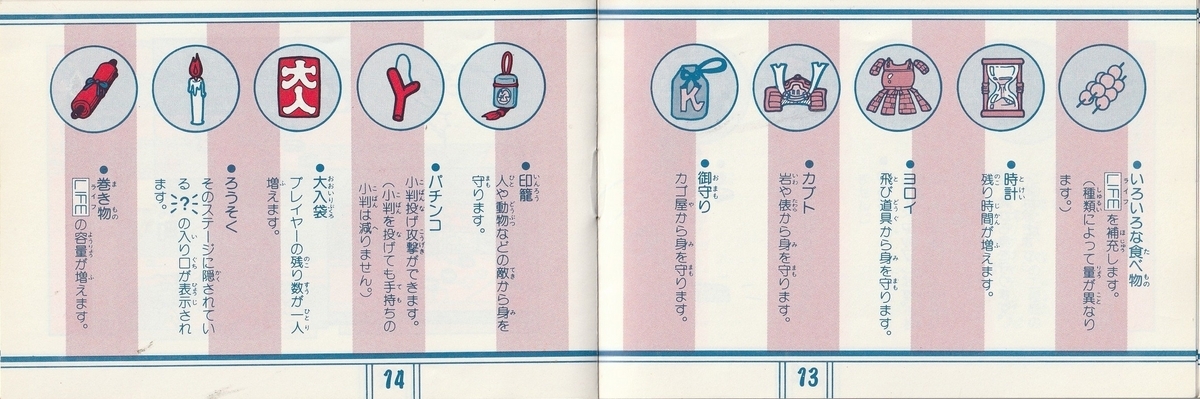 ●いろいろな食べ物
LIFEを補充します。
（種類によって量が異なり
ます。）
●時計
残り時間が増えます。
●ヨロイ
飛び道具から身を守ります。
●カブト
岩や俵から身を守ります。
●御守り
カゴ屋から身を守ります。
K
13
●印籠
人や動物などの敵から身を
守ります。
●パチンコ
小判投げ攻撃ができます。
（小判を投げても手持ちの
小判は減りません。）
●大入袋
プレイヤーの残り数が一人
増えます。
大入
●ろうそく
そのステージに隠されてい
る?の入り口が表示され
ます。
●巻き物
LIFEの容量が増えます。
14